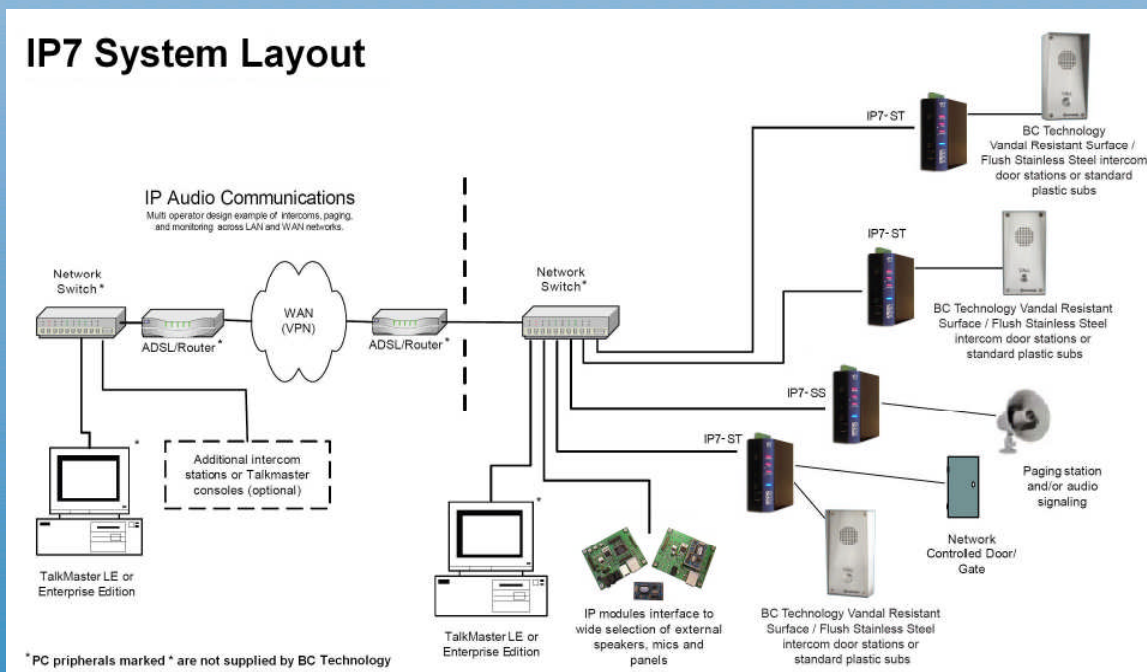 IP7 System Layout
IP Audio Communications
Multi operator design example of intercoms, paging,
and monitoring across LAN and WAN networks.
Network
Switch*
ADSL/Router*
WAN
(VPN)
ADSL/Router*
Network
Switch*
*
Additional intercom
stations or Talkmaster
consoles (optional)
TalkMaster LE or
Enterprise Edition
*
TalkMaster LE or
Enterprise Edition
IP modules interface to
wide selection of external
speakers, mics and
panels
IP7-ST
BC Technology
Vandal Resistant Surface /
Flush Stainless Steel intercom
door stations or standard
plastic subs
IP7-ST
BC Technology Vandal Resistant
Surface / Flush Stainless Steel
intercom door stations or
standard plastic subs
IP7-SS
Paging station
and/or audio
signaling
IP7-ST
Network
Controlled Door/
Gate
BC Technology Vandal Resistant
Surface / Flush Stainless Steel
intercom door stations or
standard plastic subs
*PC pripherals marked * are not supplied by BC Technology